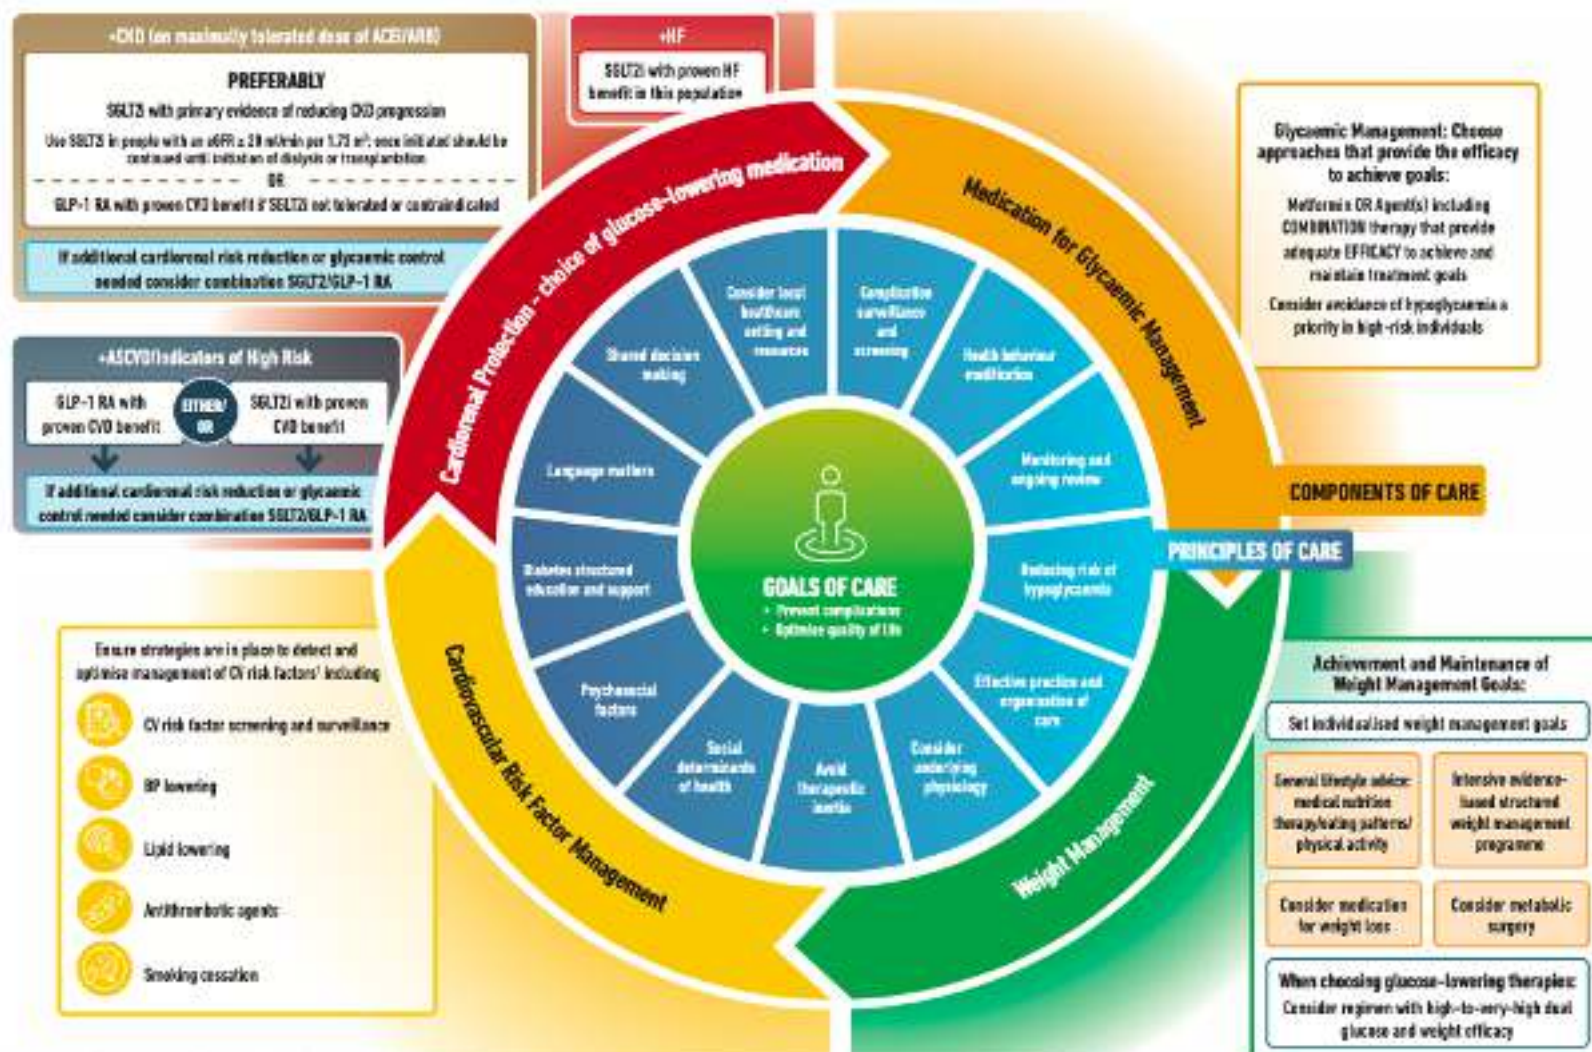 +CKD (on maximally tolerated dose of ACEi/ARB)
PREFERABLY
SGLT2i with primary evidence of reducing CKD progression
Use SGLT2i in people with an eGFR ≥ 20 ml/min per 1.73 m²; once initiated should be
continued until initiation of dialysis or transplantation
OR
GLP-1 RA with proven CVD benefit if SGLT2i not tolerated or contraindicated
If additional cardiorenal risk reduction or glycaemic control
needed consider combination SGLT2/GLP-1 RA
+HF
SGLT2i with proven HF
benefit in this population
+ASCVD/Indicators of High Risk
GLP-1 RA with
proven CVD benefit
EITHER/
OR
SGLT2i with proven
CVD benefit
If additional cardiorenal risk reduction or glycaemic
control needed consider combination SGLT2/GLP-1 RA
Ensure strategies are in place to detect and
optimise management of CV risk factors¹ including
CV risk factor screening and surveillance
BP lowering
Lipid lowering
Antithrombotic agents
Smoking cessation
Cardiorenal Protection – choice of glucose-lowering medication
Medication for Glycaemic Management
Weight Management
Cardiovascular Risk Factor Management
Consider local
healthcare
setting and
resources
Complication
surveillance
and
screening
Health behaviour
modification
Monitoring and
ongoing review
Reducing risk of
hypoglycaemia
Effective practice and
organisation of
care
Consider
underlying
physiology
Avoid
therapeutic
inertia
Social
determinants
of health
Psychosocial
factors
Diabetes structured
education and support
Language matters
Shared decision
making
GOALS OF CARE
• Prevent complications
• Optimise quality of life
Glycaemic Management: Choose
approaches that provide the efficacy
to achieve goals:
Metformin OR Agent(s) including
COMBINATION therapy that provide
adequate EFFICACY to achieve and
maintain treatment goals
Consider avoidance of hypoglycaemia a
priority in high-risk individuals
COMPONENTS OF CARE
PRINCIPLES OF CARE
Achievement and Maintenance of
Weight Management Goals:
Set individualised weight management goals
General lifestyle advice:
medical nutrition
therapy/eating patterns/
physical activity
Intensive evidence-
based structured
weight management
programme
Consider medication
for weight loss
Consider metabolic
surgery
When choosing glucose-lowering therapies:
Consider regimen with high-to-very-high dual
glucose and weight efficacy